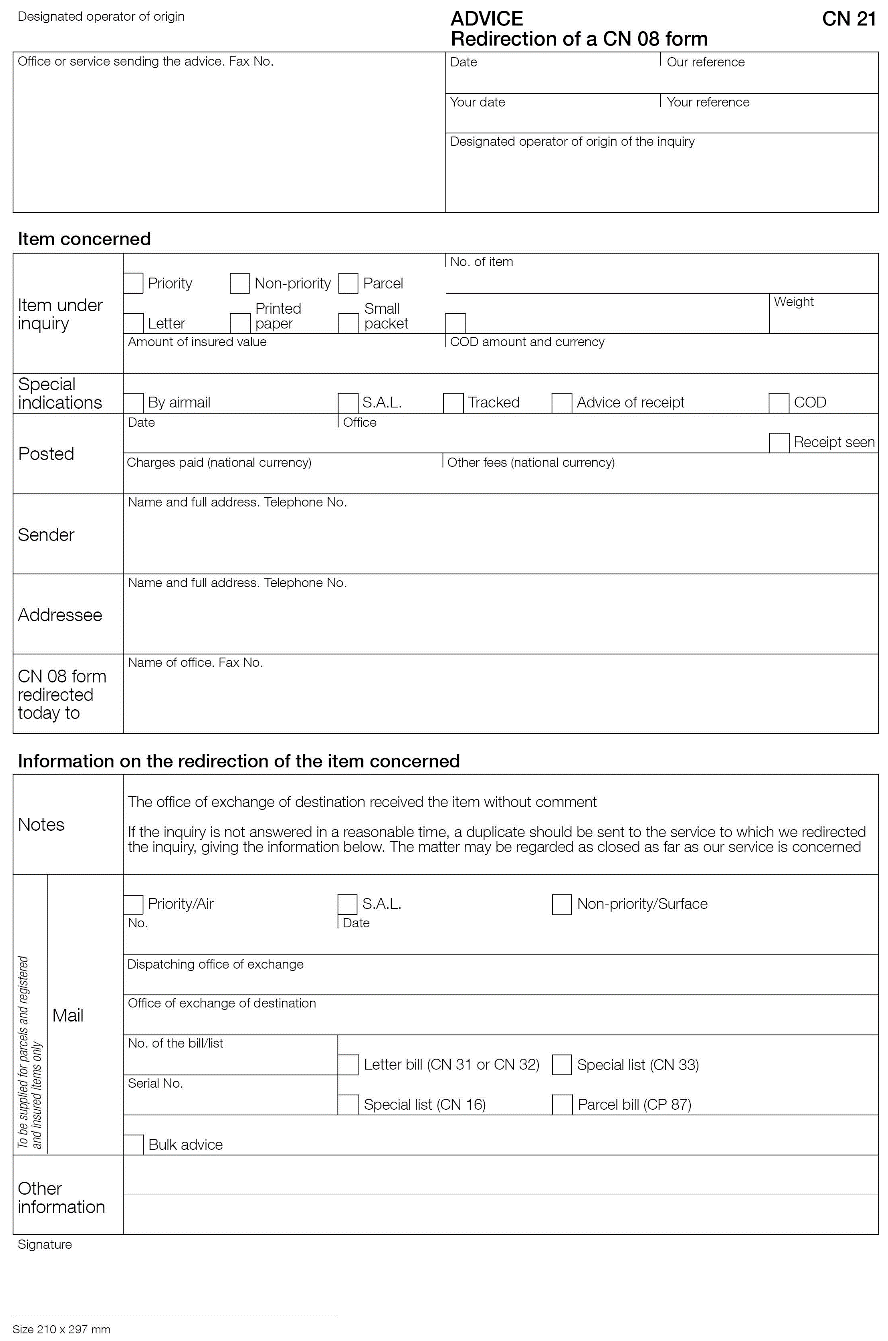 Designated operator of origin
ADVICE
CN 21
Redirection of a CN 08 form
Office or service sending the advice. Fax No.
Date
Our reference
Your date
Your reference
Designated operator of origin of the inquiry
Item concerned
Item under
inquiry
Priority
Non-priority
Parcel
No. of item
Letter
Printed
paper
Small
packet
Weight
Amount of insured value
COD amount and currency
Special
indications
By airmail
S.A.L.
Tracked
Advice of receipt
COD
Posted
Date
Office
Receipt seen
Charges paid (national currency)
Other fees (national currency)
Sender
Name and full address. Telephone No.
Addressee
Name and full address. Telephone No.
CN 08 form
redirected
today to
Name of office. Fax No.
Information on the redirection of the item concerned
Notes
The office of exchange of destination received the item without comment
If the inquiry is not answered in a reasonable time, a duplicate should be sent to the service to which we redirected
the inquiry, giving the information below. The matter may be regarded as closed as far as our service is concerned
To be supplied for parcels and registered
and insured items only
Mail
Priority/Air
S.A.L.
Non-priority/Surface
No.
Date
Dispatching office of exchange
Office of exchange of destination
No. of the bill/list
Letter bill (CN 31 or CN 32)
Special list (CN 33)
Serial No.
Special list (CN 16)
Parcel bill (CP 87)
Bulk advice
Other
information
Signature
Size 210 x 297 mm